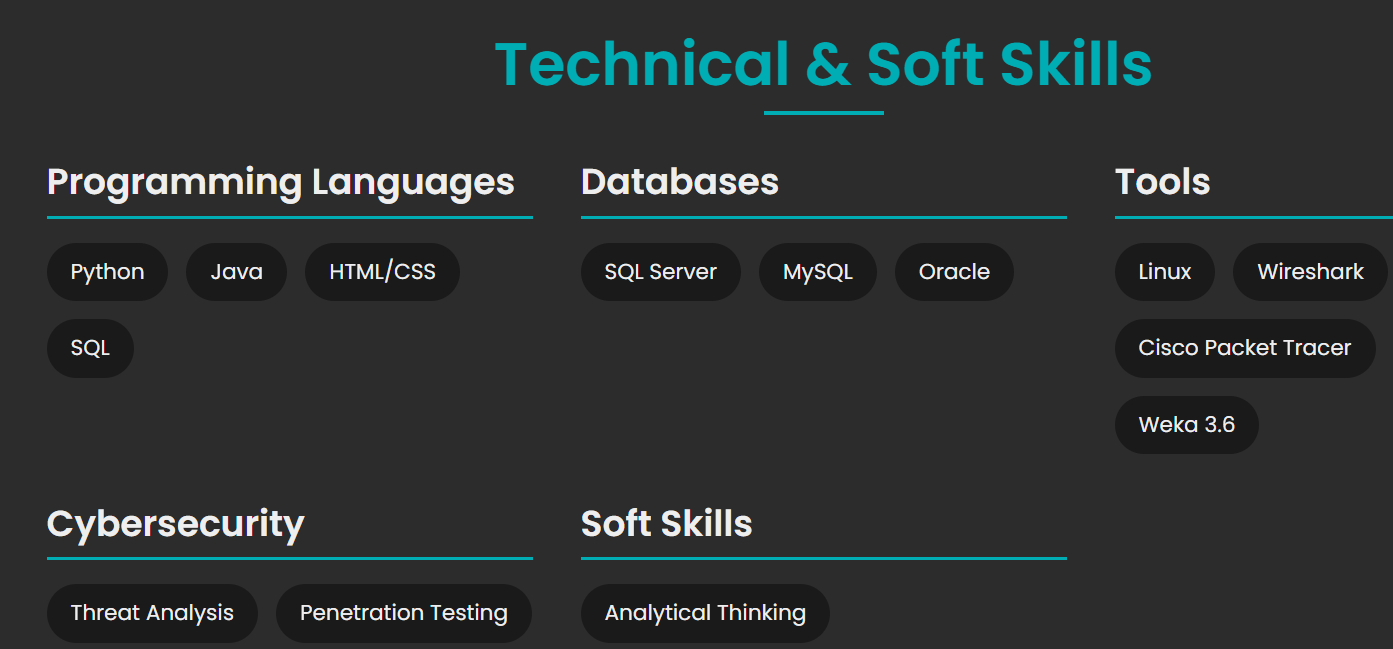 Technical & Soft Skills
Programming Languages
Python Java HTML/CSS
SQL
Databases
SQL Server MySQL Oracle
Tools
Linux Wireshark
Cisco Packet Tracer
Weka 3.6
Cybersecurity
Threat Analysis Penetration Testing
Soft Skills
Analytical Thinking